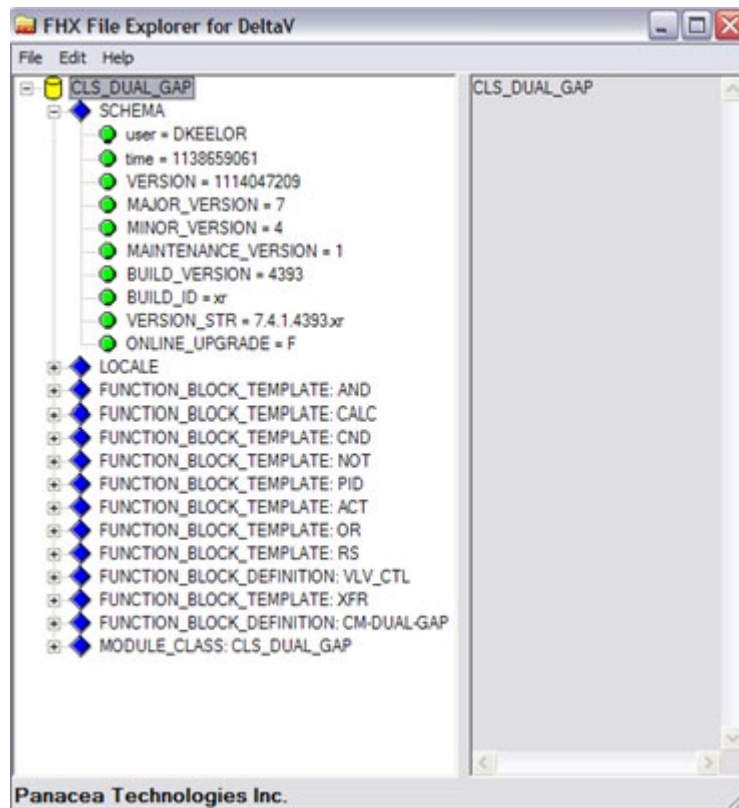 FHX File Explorer for DeltaV
File Edit Help
CLS_DUAL_GAP
CLS_DUAL_GAP
SCHEMA
user = DKEELOR
time = 1138659061
VERSION = 1114047209
MAJOR_VERSION = 7
MINOR_VERSION = 4
MAINTENANCE_VERSION = 1
BUILD_VERSION = 4393
BUILD_ID = xr
VERSION_STR = 7.4.1.4393.xr
ONLINE_UPGRADE = F
LOCALE
FUNCTION_BLOCK_TEMPLATE: AND
FUNCTION_BLOCK_TEMPLATE: CALC
FUNCTION_BLOCK_TEMPLATE: CND
FUNCTION_BLOCK_TEMPLATE: NOT
FUNCTION_BLOCK_TEMPLATE: PID
FUNCTION_BLOCK_TEMPLATE: ACT
FUNCTION_BLOCK_TEMPLATE: OR
FUNCTION_BLOCK_TEMPLATE: RS
FUNCTION_BLOCK_DEFINITION: VLV_CTL
FUNCTION_BLOCK_TEMPLATE: XFR
FUNCTION_BLOCK_DEFINITION: CM-DUAL-GAP
MODULE_CLASS: CLS_DUAL_GAP
Panacea Technologies Inc.